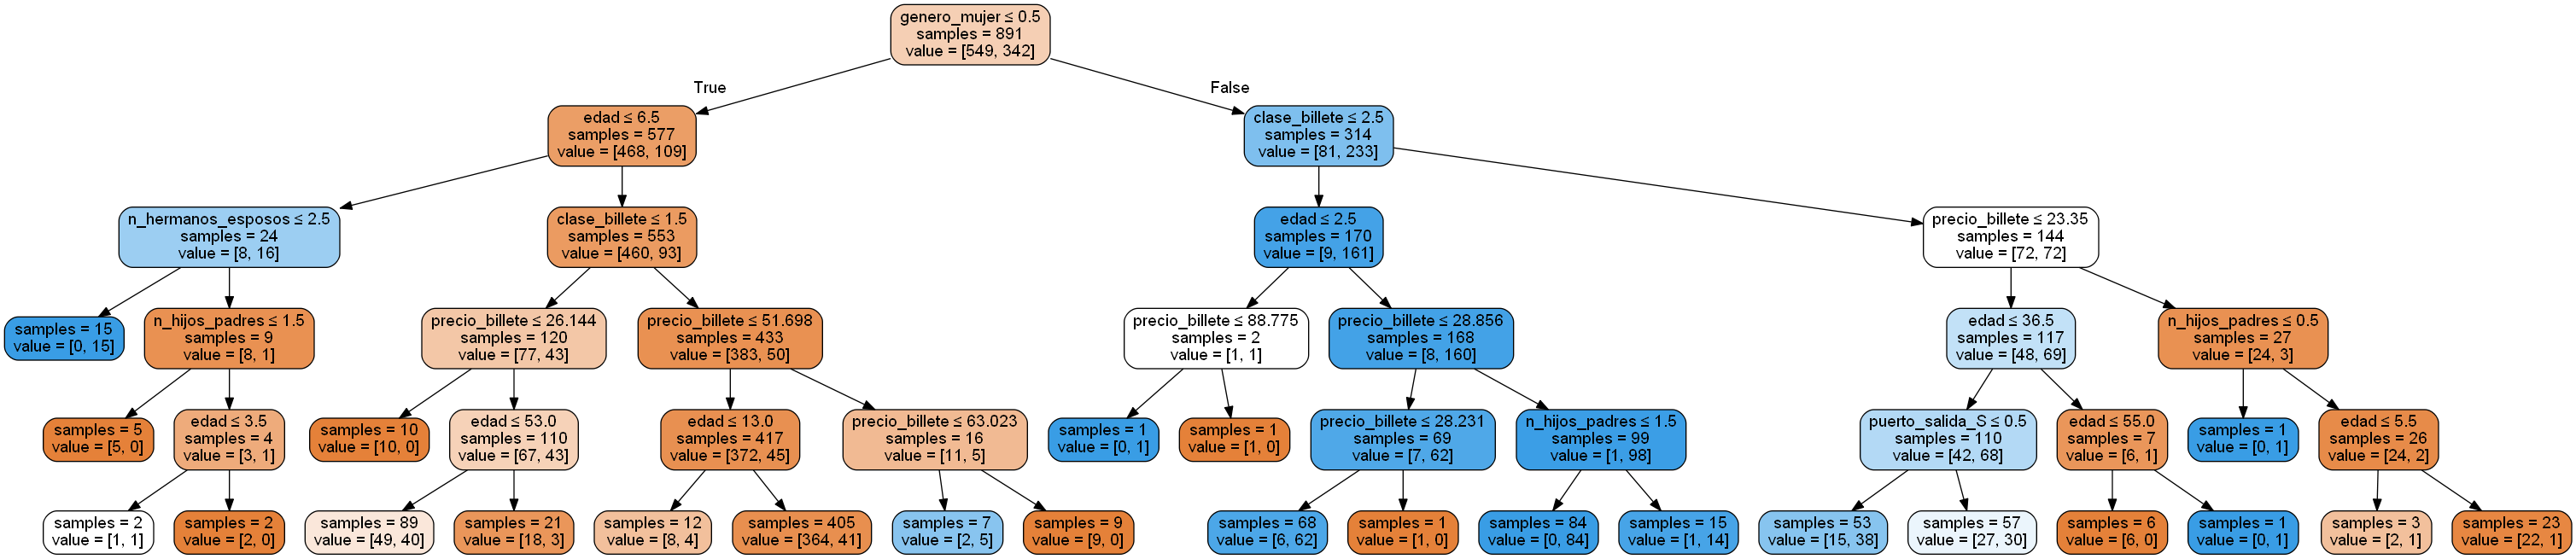 genero_mujer ≤ 0.5
samples = 891
value = [549, 342]
True
False
edad ≤ 6.5
samples = 577
value = [468, 109]
clase_billete ≤ 2.5
samples = 314
value = [81, 233]
n_hermanos_esposos ≤ 2.5
samples = 24
value = [8, 16]
clase_billete ≤ 1.5
samples = 553
value = [460, 93]
edad ≤ 2.5
samples = 170
value = [9, 161]
precio_billete ≤ 23.35
samples = 144
value = [72, 72]
samples = 15
value = [0, 15]
n_hijos_padres ≤ 1.5
samples = 9
value = [8, 1]
precio_billete ≤ 26.144
samples = 120
value = [77, 43]
precio_billete ≤ 51.698
samples = 433
value = [383, 50]
precio_billete ≤ 88.775
samples = 2
value = [1, 1]
precio_billete ≤ 28.856
samples = 168
value = [8, 160]
edad ≤ 36.5
samples = 117
value = [48, 69]
n_hijos_padres ≤ 0.5
samples = 27
value = [24, 3]
samples = 5
value = [5, 0]
edad ≤ 3.5
samples = 4
value = [3, 1]
samples = 10
value = [10, 0]
edad ≤ 53.0
samples = 110
value = [67, 43]
edad ≤ 13.0
samples = 417
value = [372, 45]
precio_billete ≤ 63.023
samples = 16
value = [11, 5]
samples = 1
value = [0, 1]
samples = 1
value = [1, 0]
precio_billete ≤ 28.231
samples = 69
value = [7, 62]
n_hijos_padres ≤ 1.5
samples = 99
value = [1, 98]
puerto_salida_S ≤ 0.5
samples = 110
value = [42, 68]
edad ≤ 55.0
samples = 7
value = [6, 1]
samples = 1
value = [0, 1]
edad ≤ 5.5
samples = 26
value = [24, 2]
samples = 2
value = [1, 1]
samples = 2
value = [2, 0]
samples = 89
value = [49, 40]
samples = 21
value = [18, 3]
samples = 12
value = [8, 4]
samples = 405
value = [364, 41]
samples = 7
value = [2, 5]
samples = 9
value = [9, 0]
samples = 68
value = [6, 62]
samples = 1
value = [1, 0]
samples = 84
value = [0, 84]
samples = 15
value = [1, 14]
samples = 53
value = [15, 38]
samples = 57
value = [27, 30]
samples = 6
value = [6, 0]
samples = 1
value = [0, 1]
samples = 3
value = [2, 1]
samples = 23
value = [22, 1]